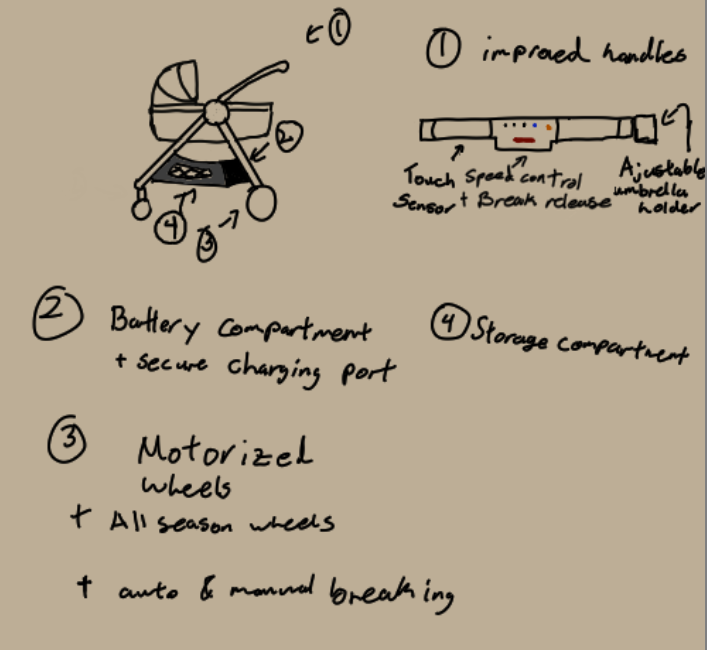 ①
① improved handles
②
④
③
Touch sensor
Speed control + Break release
Ajustable umbrella holder
② Battery compartment
+ secure charging port
④ Storage compartment
③ Motorized
wheels
+ All season wheels
+ auto & manual breaking